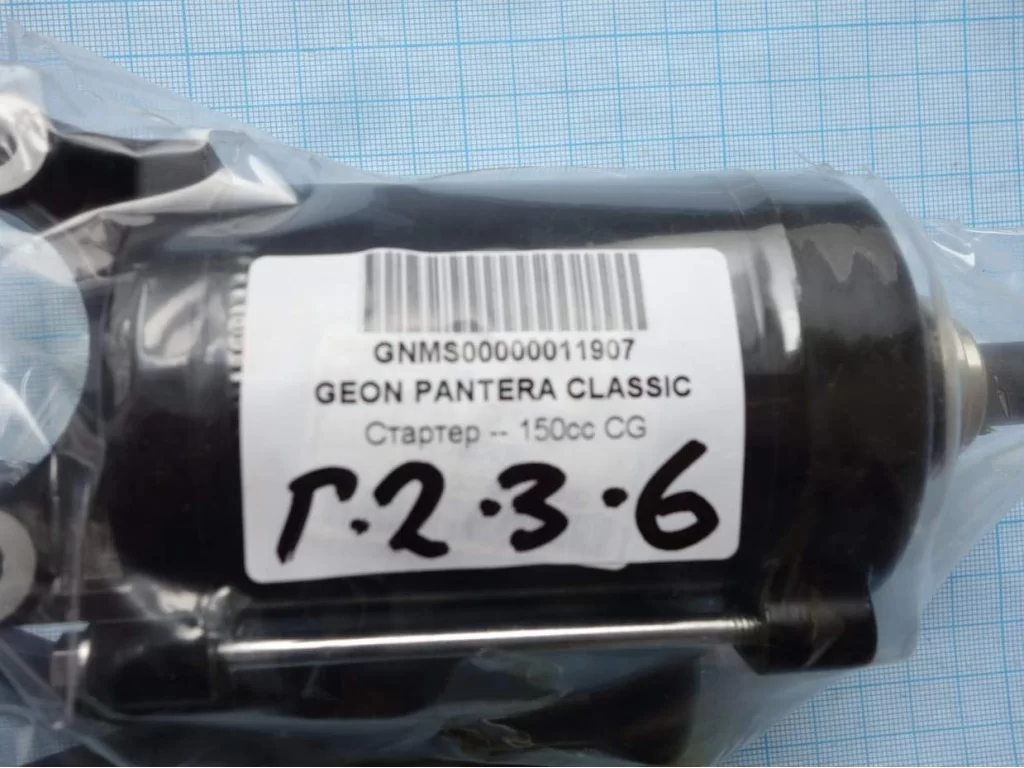 GNMS00000011907
GEON PANTERA CLASSIC
Стартер -- 150cc CG
Г.2.3.6